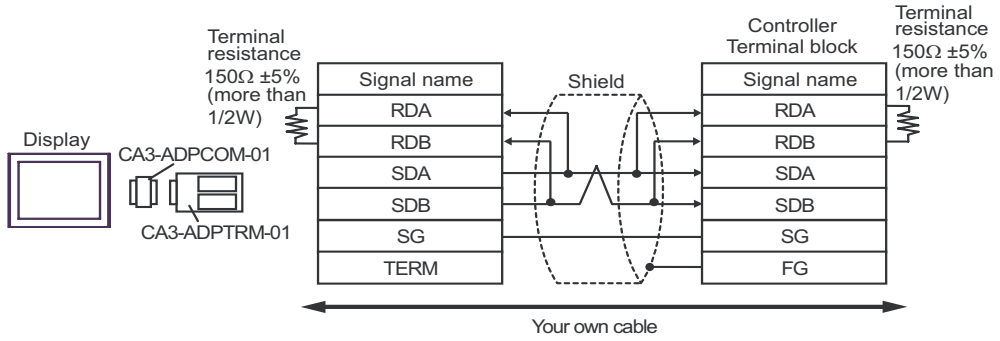 Terminal
resistance
150Ω ±5%
(more than
1/2W)
Controller
Terminal block
Terminal
resistance
150Ω ±5%
(more than
1/2W)
Display
CA3-ADPCOM-01
CA3-ADPTRM-01
Signal name
RDA
RDB
SDA
SDB
SG
TERM
Shield
Signal name
RDA
RDB
SDA
SDB
SG
FG
Your own cable